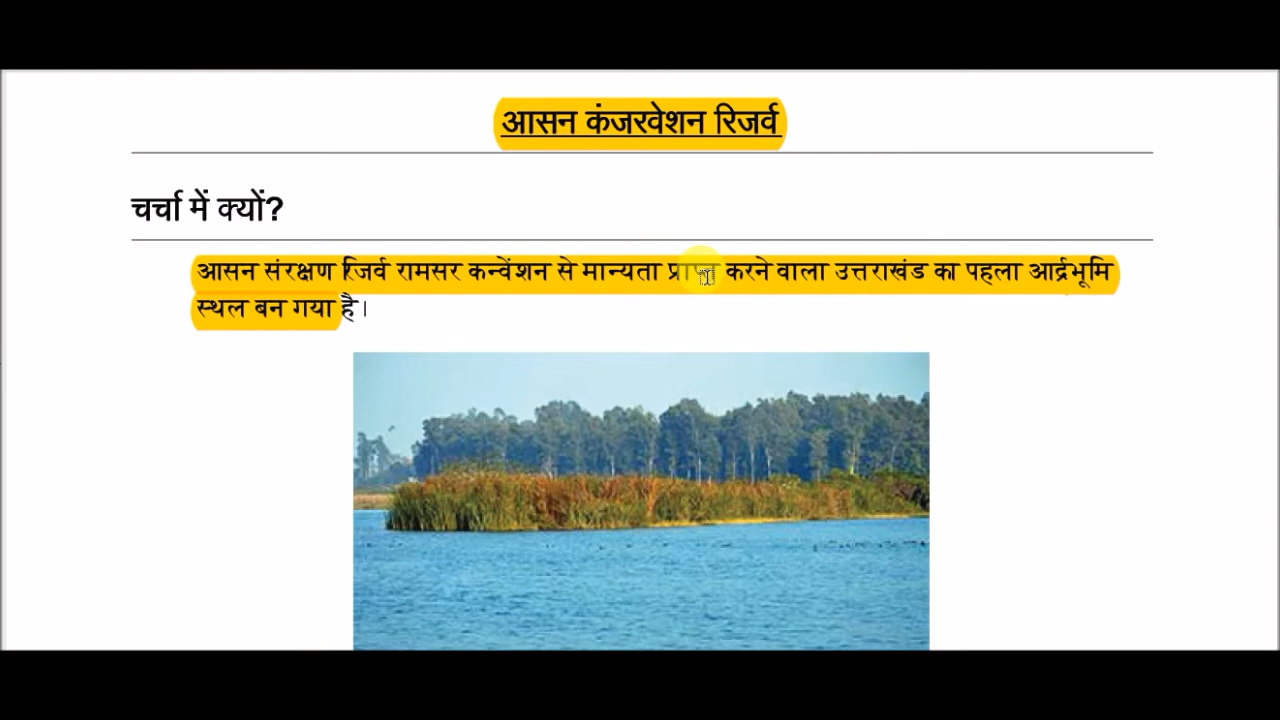 आसन कंजरवेशन रिजर्व
चर्चा में क्यों?
आसन संरक्षण रिजर्व रामसर कन्वेंशन से मान्यता प्राप्त करने वाला उत्तराखंड का पहला आर्द्रभूमि
स्थल बन गया है।